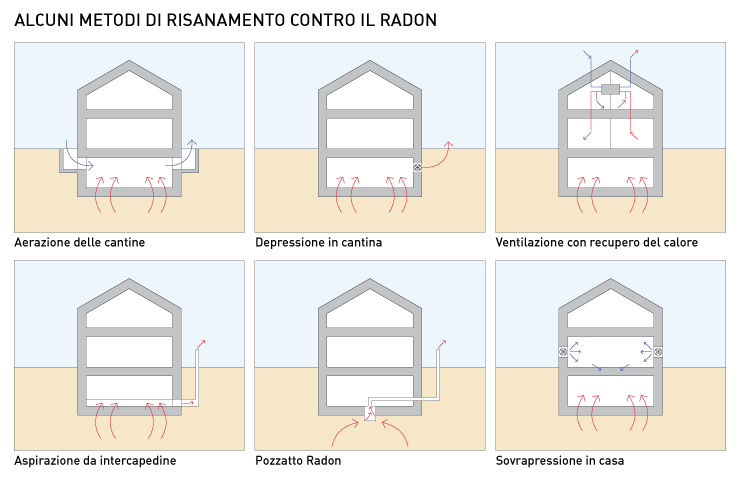 ALCUNI METODI DI RISANAMENTO CONTRO IL RADON
Aerazione delle cantine
Depressione in cantina
Ventilazione con recupero del calore
Aspirazione da intercapedine
Pozzatto Radon
Sovrapressione in casa